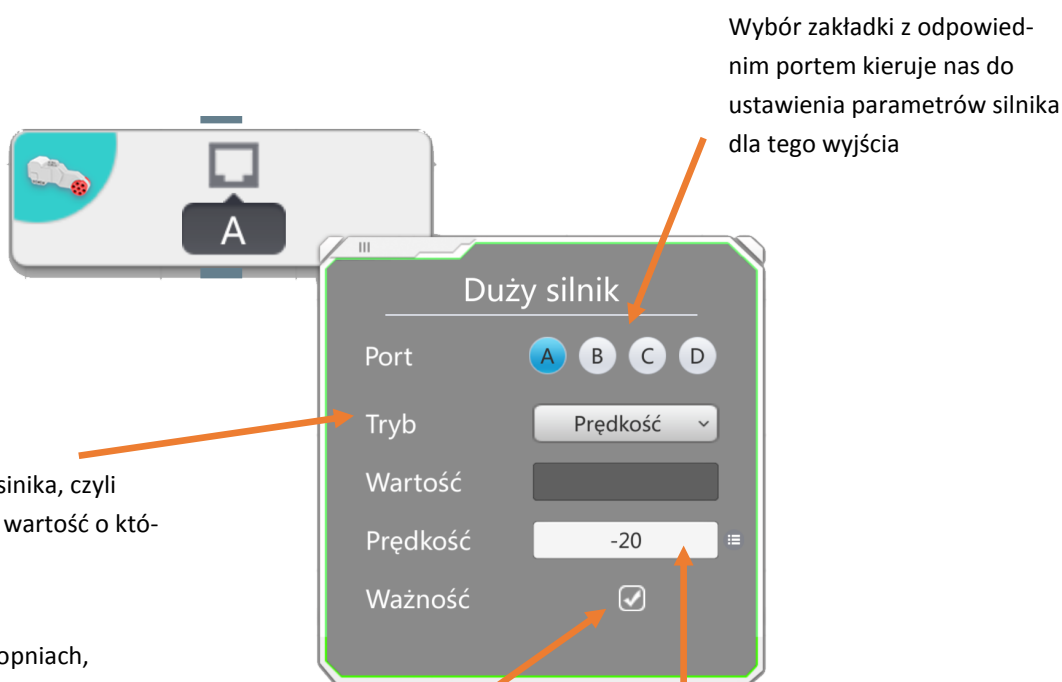 Wybór zakładki z odpowied-
nim portem kieruje nas do
ustawienia parametrów silnika
dla tego wyjścia
A
Duży silnik
Port A B C D
Tryb Prędkość
Wartość
Prędkość -20
Ważność
sinika, czyli
wartość o któ-
opniach,